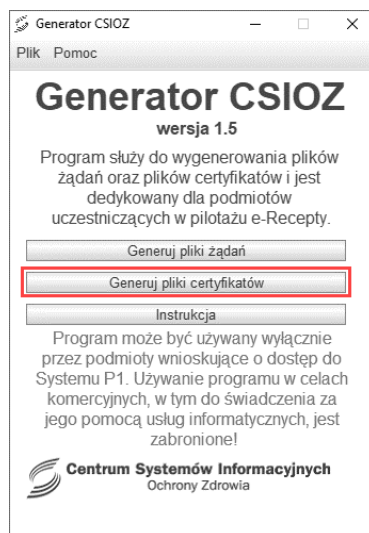 Generator CSIOZ
Plik Pomoc
Generator CSIOZ
wersja 1.5
Program służy do wygenerowania plików
żądań oraz plików certyfikatów i jest
dedykowany dla podmiotów
uczestniczących w pilotażu e-Recepty.
Generuj pliki żądań
Generuj pliki certyfikatów
Instrukcja
Program może być używany wyłącznie
przez podmioty wnioskujące o dostęp do
Systemu P1. Używanie programu w celach
komercyjnych, w tym do świadczenia za
jego pomocą usług informatycznych, jest
zabronione!
Centrum Systemów Informacyjnych
Ochrony Zdrowia